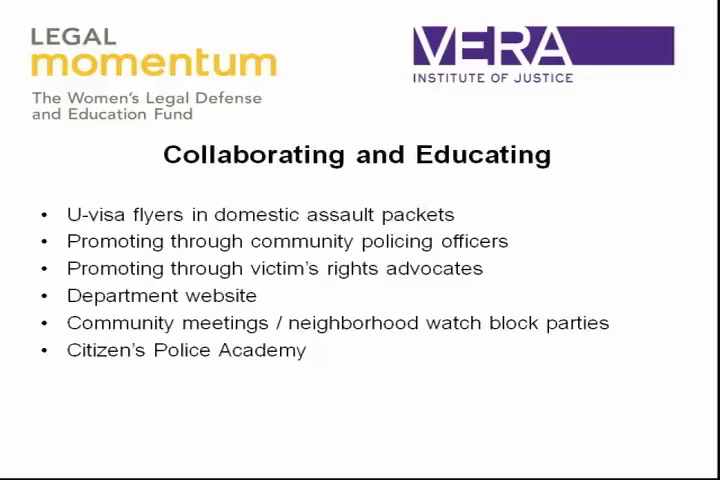 LEGAL
momentum
The Women's Legal Defense
and Education Fund
VERA
INSTITUTE OF JUSTICE
Collaborating and Educating
• U-visa flyers in domestic assault packets
• Promoting through community policing officers
• Promoting through victim's rights advocates
• Department website
• Community meetings / neighborhood watch block parties
• Citizen's Police Academy